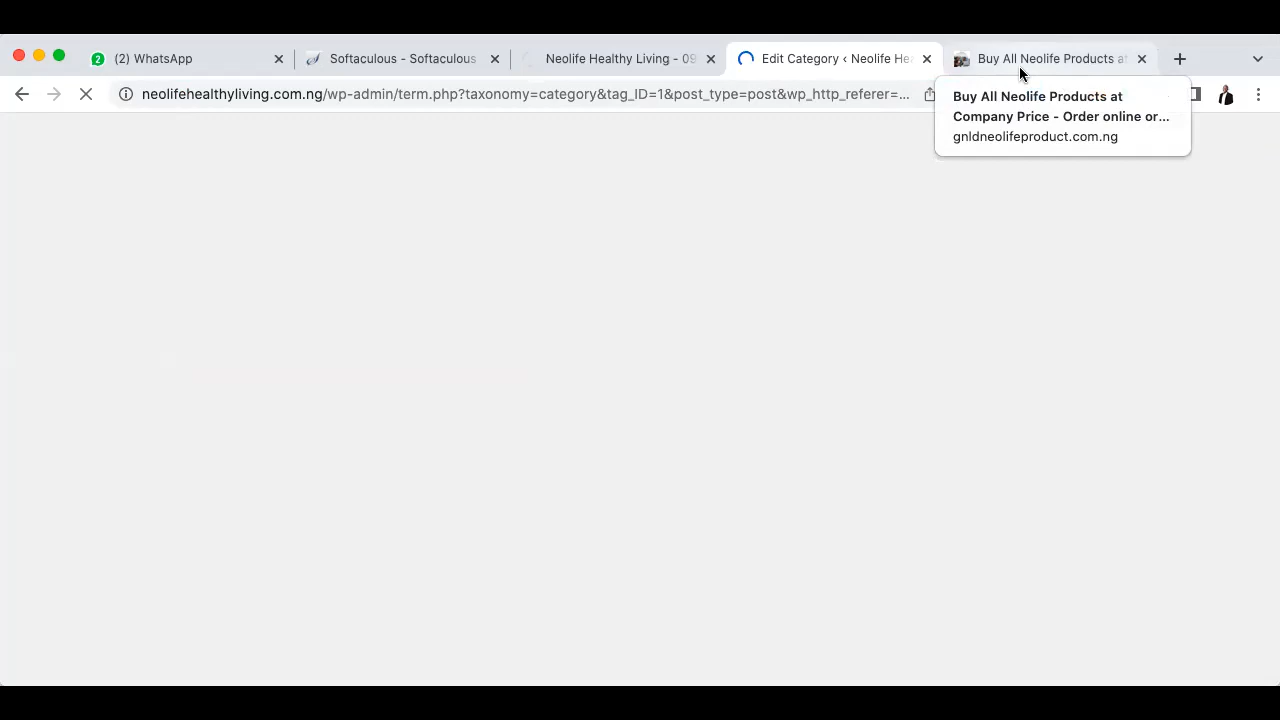 2
(2) WhatsApp
Softaculous - Softaculous
Neolife Healthy Living - 09
Edit Category ‹ Neolife Hea
Buy All Neolife Products at
neolifehealthyliving.com.ng/wp-admin/term.php?taxonomy=category&tag_ID=1&post_type=post&wp_http_referer=...
Buy All Neolife Products at
Company Price - Order online or...
gnldneolifeproduct.com.ng